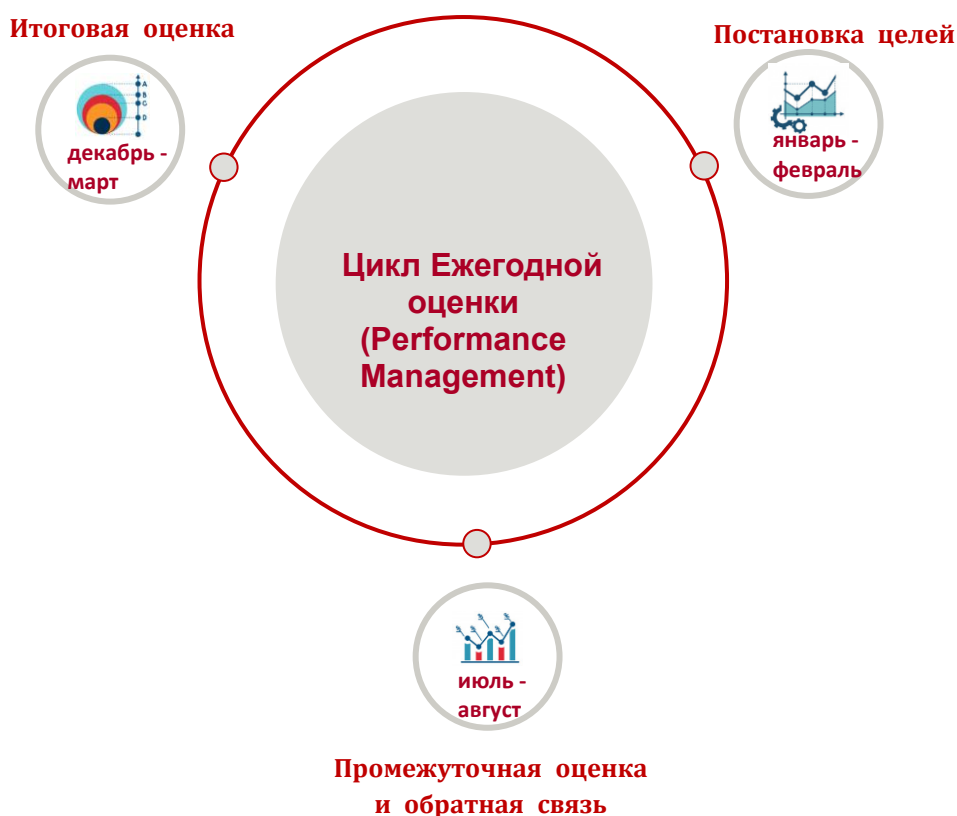 Итоговая оценка
Постановка целей
A
B
C
D
декабрь -
март
январь -
февраль
Цикл Ежегодной
оценки
(Performance
Management)
июль -
август
Промежуточная оценка
и обратная связь